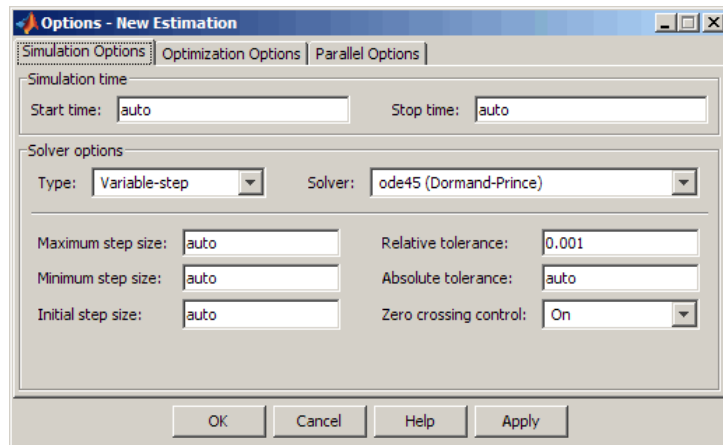 Options - New Estimation
Simulation Options Optimization Options Parallel Options
Simulation time
Start time: auto Stop time: auto
Solver options
Type: Variable-step Solver: ode45 (Dormand-Prince)
Maximum step size: auto Relative tolerance: 0.001
Minimum step size: auto Absolute tolerance: auto
Initial step size: auto Zero crossing control: On
OK Cancel Help Apply